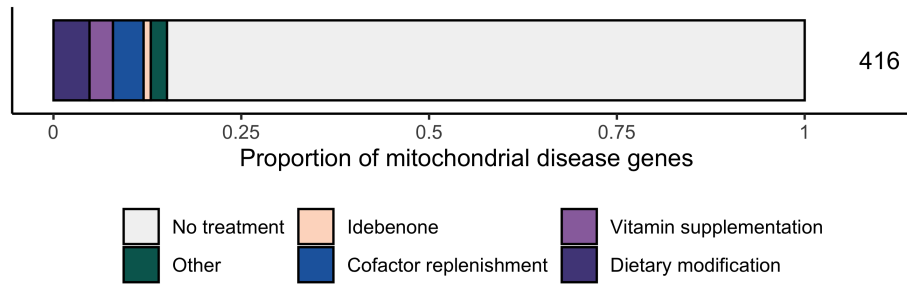 416
0 0.25 0.5 0.75 1
Proportion of mitochondrial disease genes
No treatment Idebenone Vitamin supplementation
Other Cofactor replenishment Dietary modification